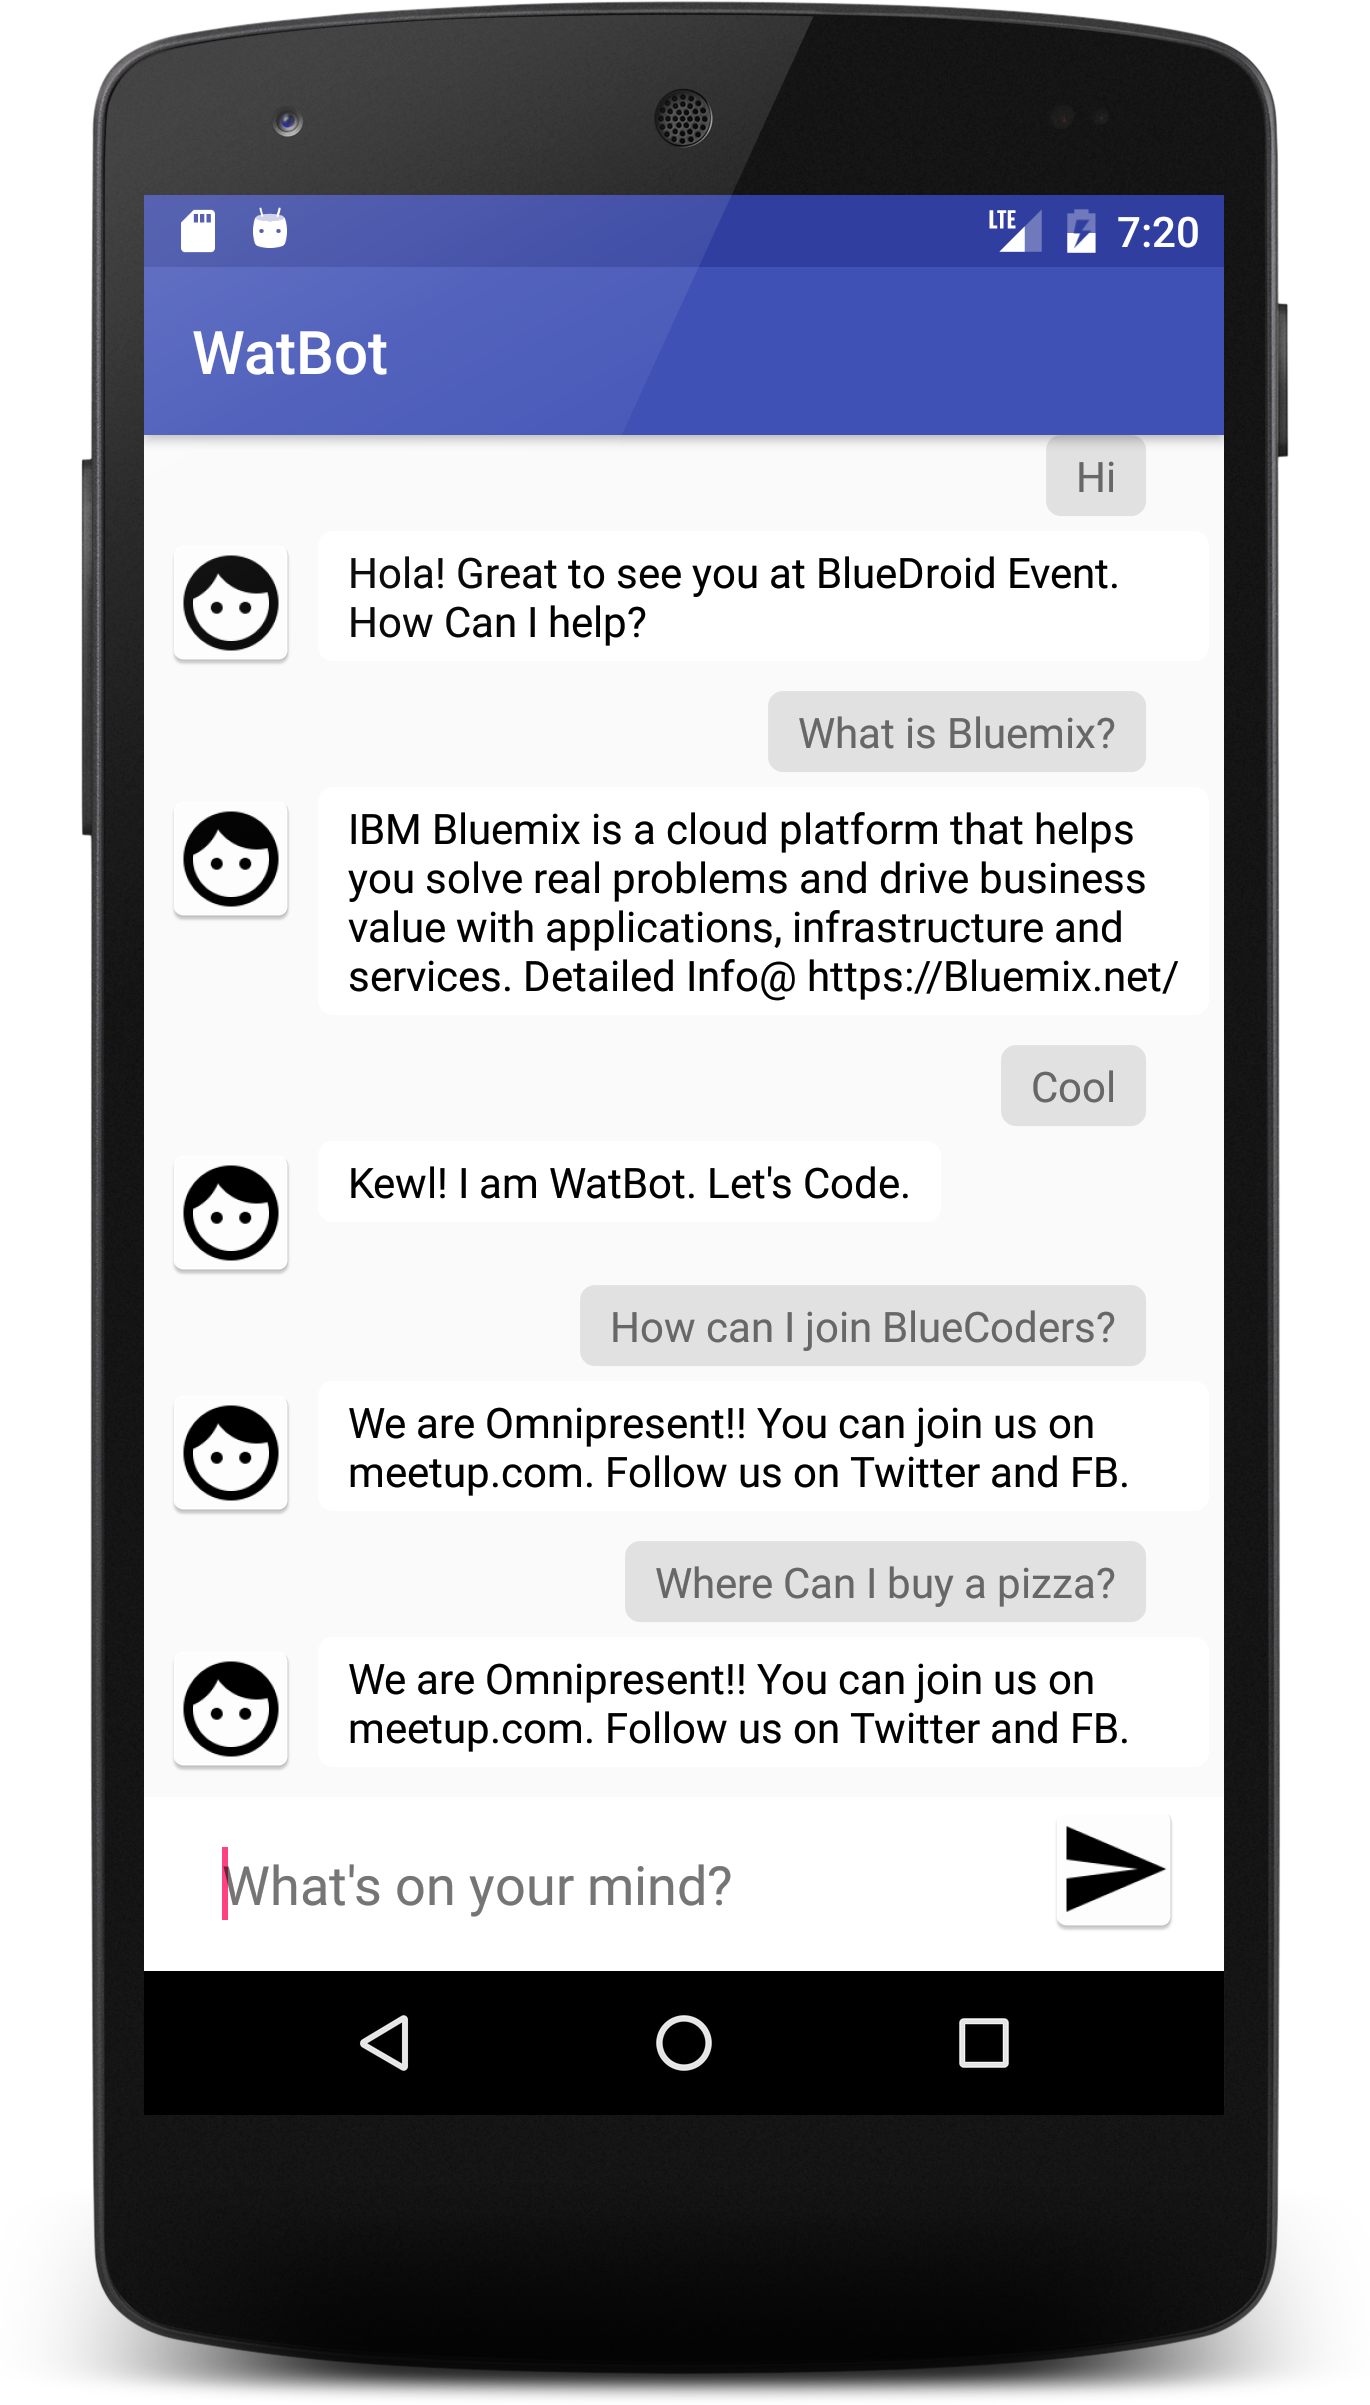 LTE 7:20
WatBot
Hi
Hola! Great to see you at BlueDroid Event.
How Can I help?
What is Bluemix?
IBM Bluemix is a cloud platform that helps
you solve real problems and drive business
value with applications, infrastructure and
services. Detailed Info@ https://Bluemix.net/
Cool
Kewl! I am WatBot. Let's Code.
How can I join BlueCoders?
We are Omnipresent!! You can join us on
meetup.com. Follow us on Twitter and FB.
Where Can I buy a pizza?
We are Omnipresent!! You can join us on
meetup.com. Follow us on Twitter and FB.
What's on your mind?